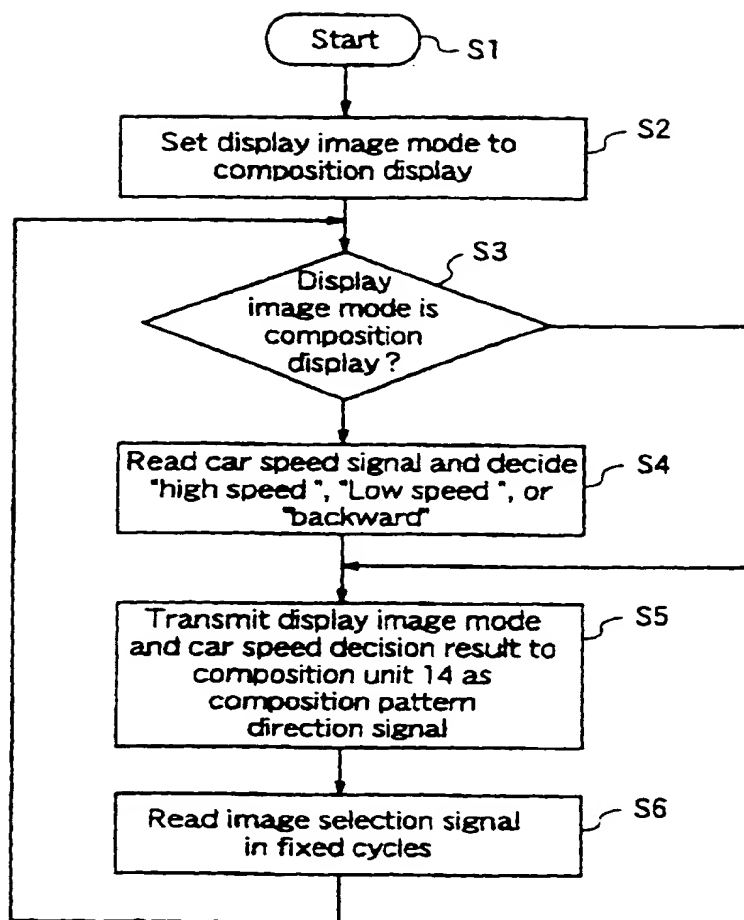 Start
S1
Set display image mode to
composition display
S2
S3
Display
image mode is
composition
display?
Read car speed signal and decide
"high speed", "Low speed", or
"backward"
S4
Transmit display image mode
and car speed decision result to
composition unit 14 as
composition pattern
direction signal
S5
Read image selection signal
in fixed cycles
S6